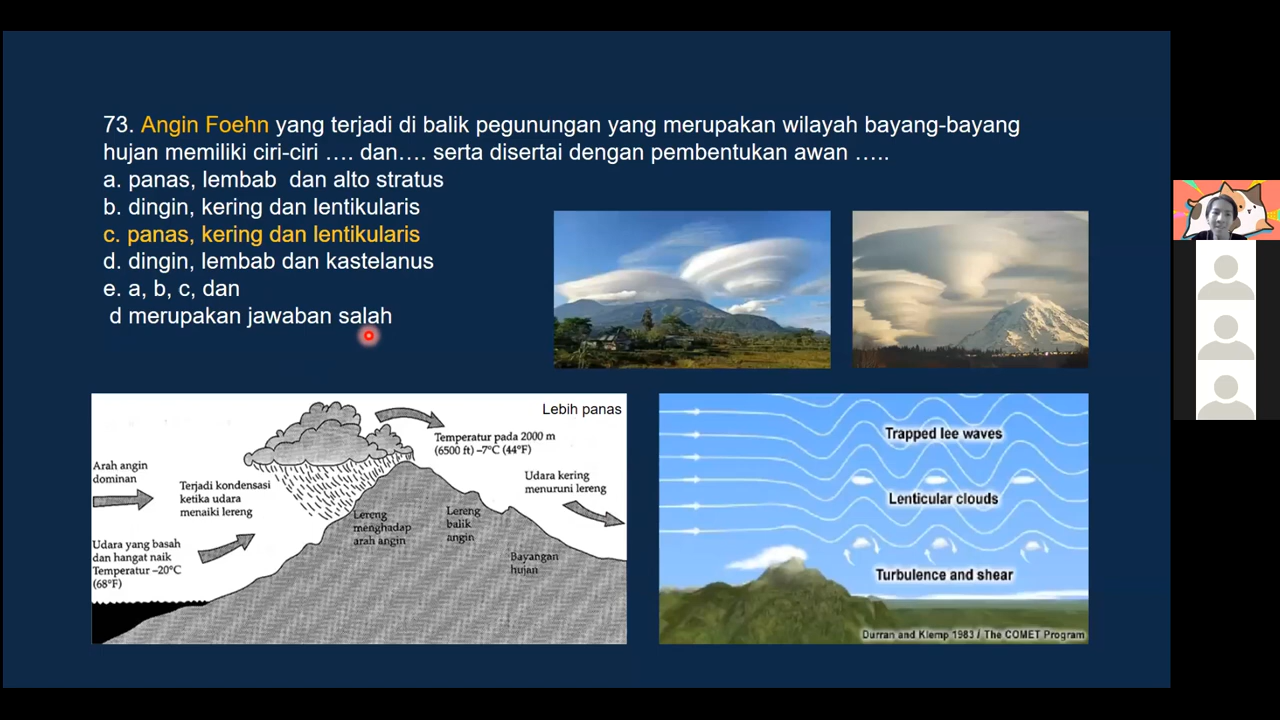 73. Angin Foehn yang terjadi di balik pegunungan yang merupakan wilayah bayang-bayang
hujan memiliki ciri-ciri .... dan.... serta disertai dengan pembentukan awan .....
a. panas, lembab  dan alto stratus
b. dingin, kering dan lentikularis
c. panas, kering dan lentikularis
d. dingin, lembab dan kastelanus
e. a, b, c, dan
d merupakan jawaban salah
Lebih panas
Temperatur pada 2000 m
(6500 ft) –7°C (44°F)
Arah angin
dominan
Terjadi kondensasi
ketika udara
menaiki lereng
Udara kering
menuruni lereng
Lereng
menghadap
arah angin
Lereng
balik
angin
Udara yang basah
dan hangat naik
Temperatur –20°C
(68°F)
Bayangan
hujan
Trapped lee waves
Lenticular clouds
Turbulence and shear
Durran and Klemp 1983 / The COMET Program